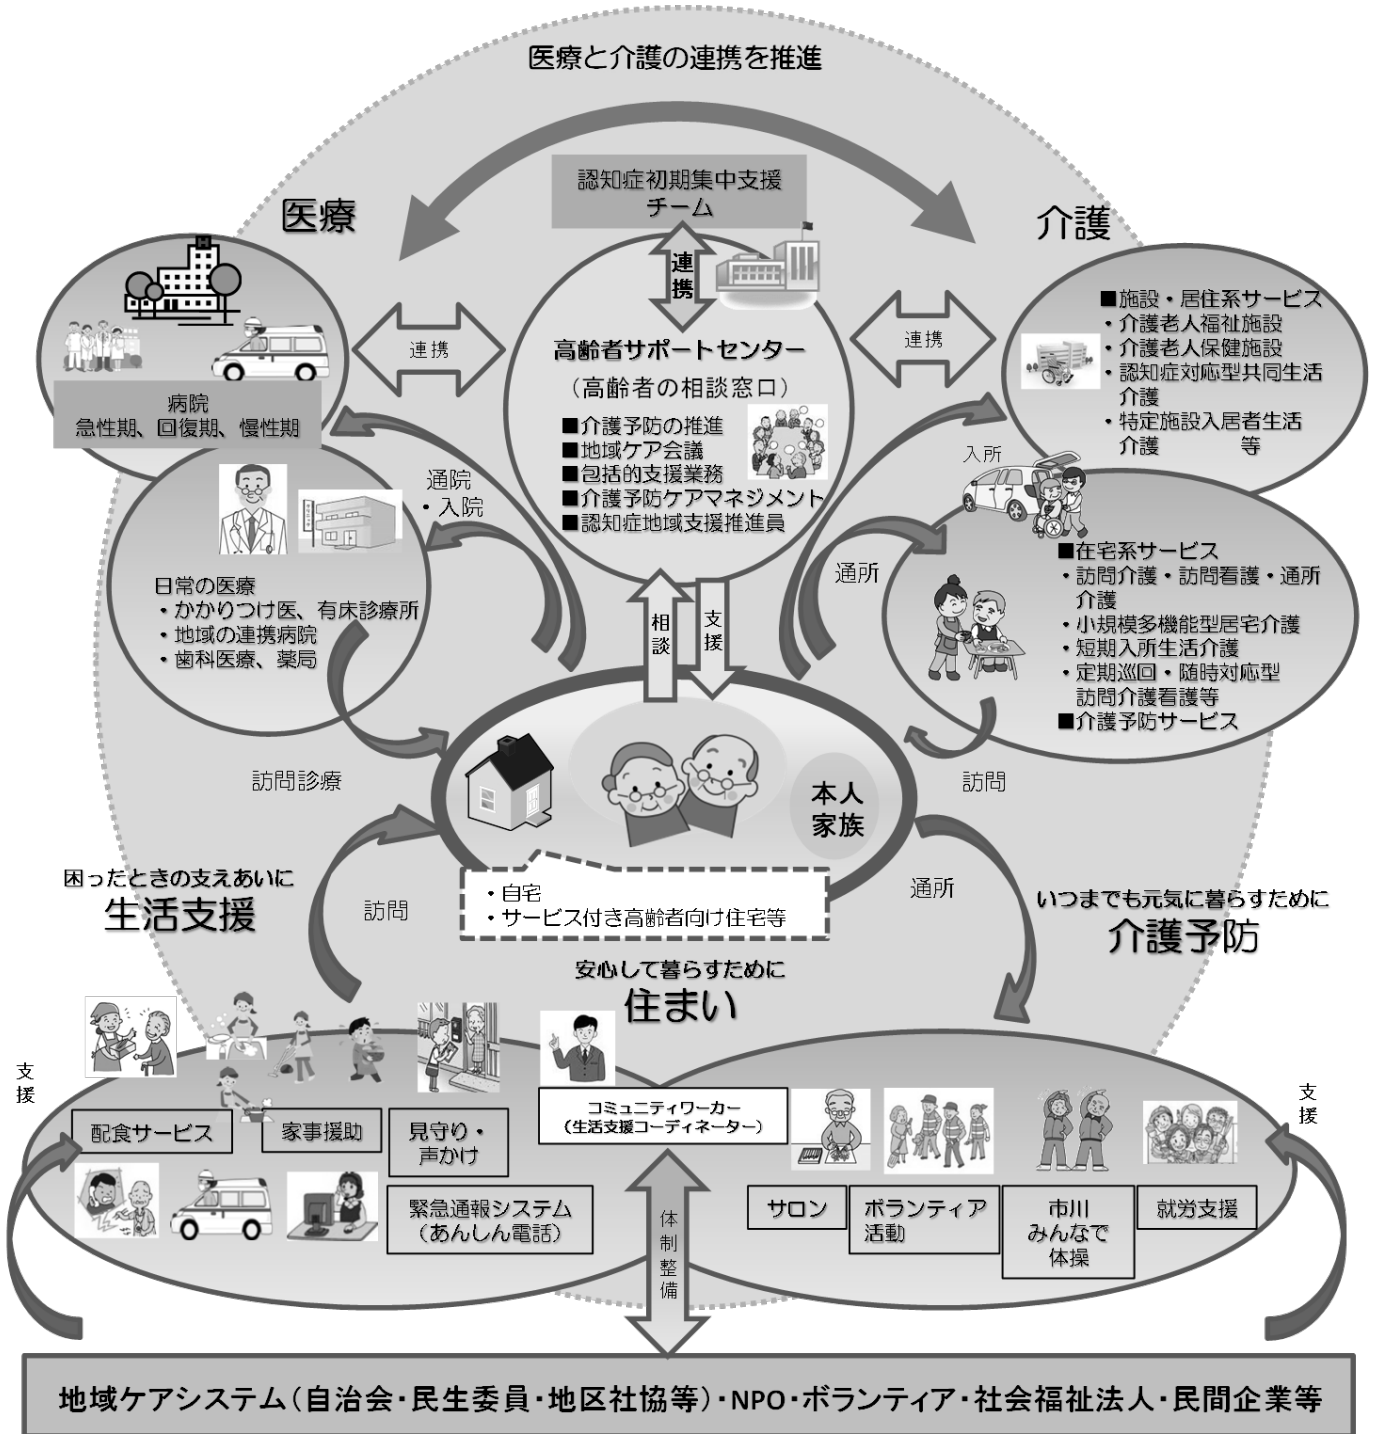 医療と介護の連携を推進
認知症初期集中支援
チーム
医療
介護
連携
連携
連携
病院
急性期、回復期、慢性期
高齢者サポートセンター
（高齢者の相談窓口）
■介護予防の推進
■地域ケア会議
■包括的支援業務
■介護予防ケアマネジメント
■認知症地域支援推進員
■施設・居住系サービス
・介護老人福祉施設
・介護老人保健施設
・認知症対応型共同生活
介護
・特定施設入居者生活
介護　　　　　等
通院
・入院
入所
通所
日常の医療
・かかりつけ医、有床診療所
・地域の連携病院
・歯科医療、薬局
■在宅系サービス
・訪問介護・訪問看護・通所
介護
・小規模多機能型居宅介護
・短期入所生活介護
・定期巡回・随時対応型
訪問介護看護等
■介護予防サービス
相談
支援
訪問診療
訪問
本人
家族
・自宅
・サービス付き高齢者向け住宅等
訪問
通所
困ったときの支えあいに
生活支援
いつまでも元気に暮らすために
介護予防
安心して暮らすために
住まい
支援
支援
配食サービス
家事援助
見守り・
声かけ
コミュニティワーカー
（生活支援コーディネーター）
緊急通報システム
（あんしん電話）
体制整備
サロン
ボランティア
活動
市川
みんなで
体操
就労支援
地域ケアシステム（自治会・民生委員・地区社協等）・NPO・ボランティア・社会福祉法人・民間企業等